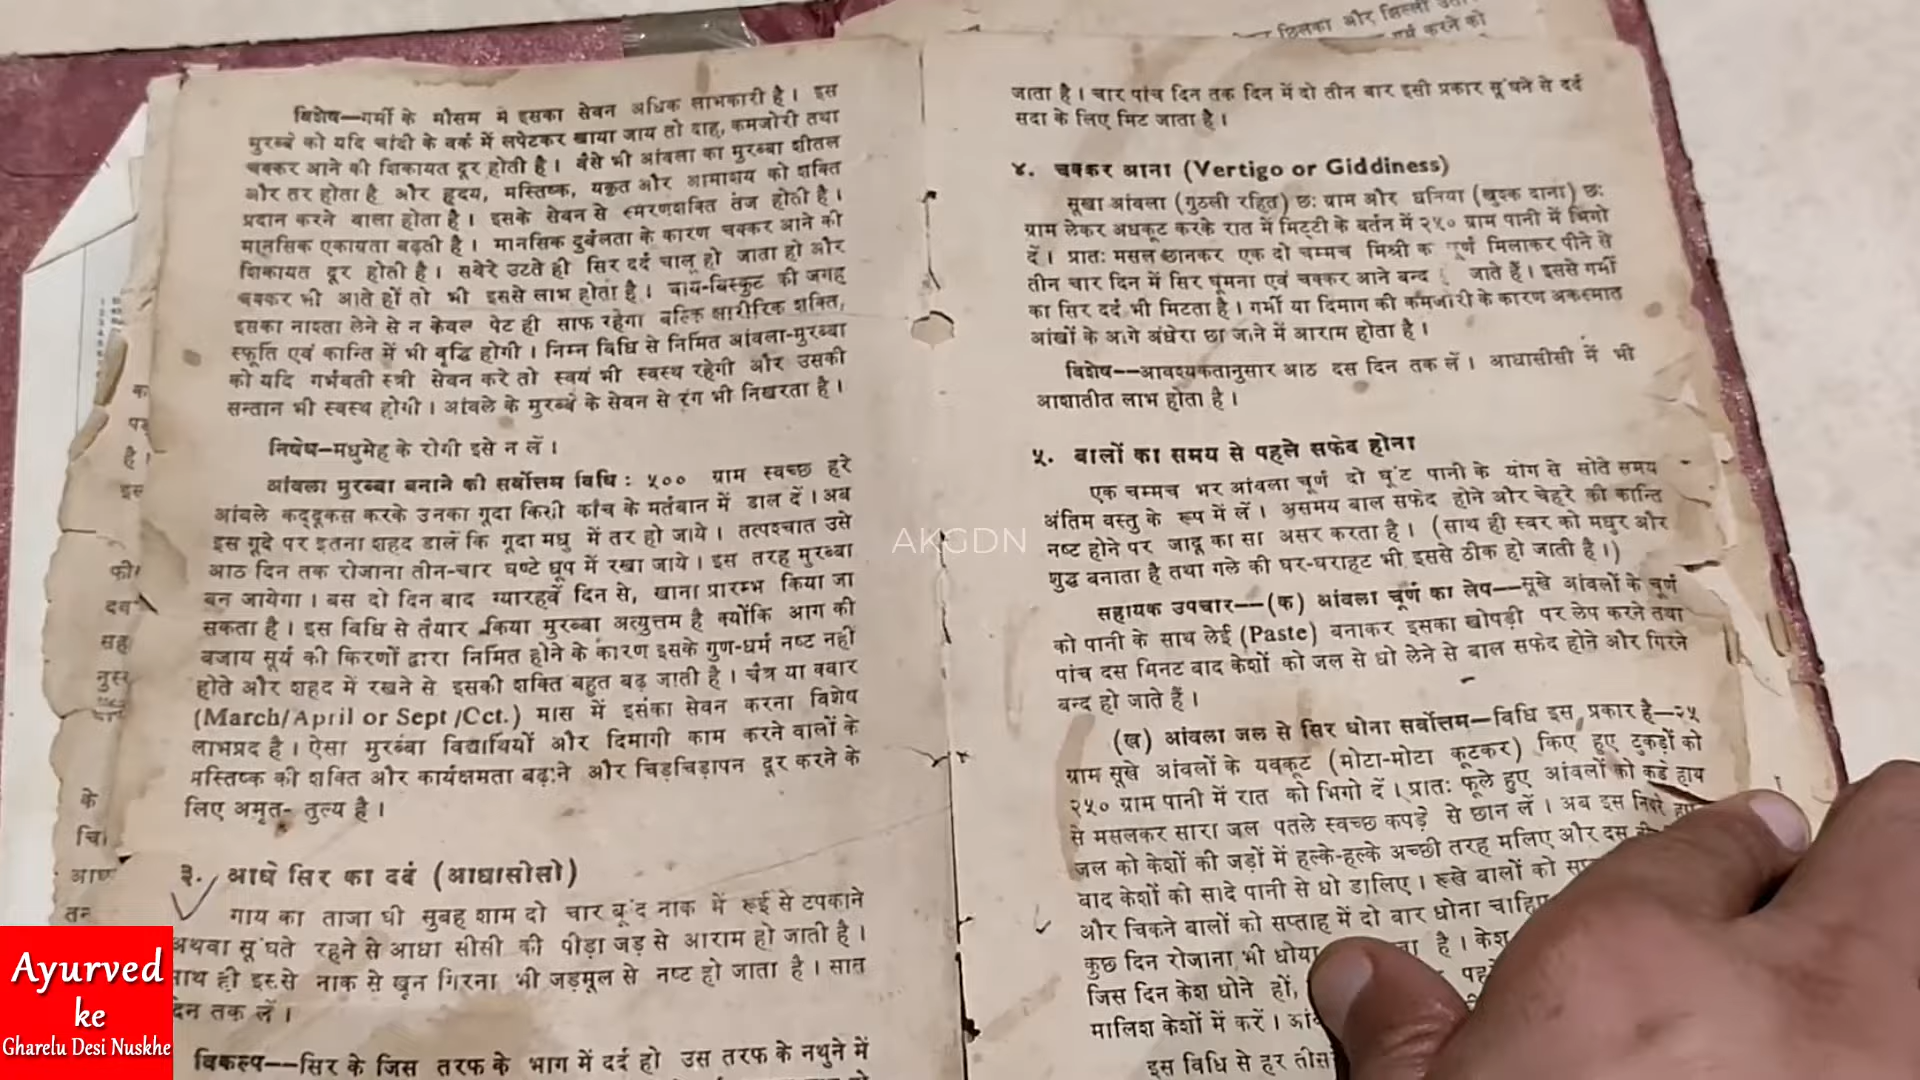 विशेष—गर्मी के मौसम में इसका सेवन अधिक लाभकारी है। इस
मुरब्बे को यदि चांदी के वर्क में लपेटकर खाया जाय तो दाह, कमजोरी तथा
चक्कर आने की शिकायत दूर होती है। वैसे भी आंवला का मुरब्बा शीतल
और तर होता है और हृदय, मस्तिष्क, यकृत और आमाशय को शक्ति
प्रदान करने वाला होता है। इसके सेवन से स्मरणशक्ति तेज होती है।
मानसिक एकाग्रता बढ़ती है। मानसिक दुर्बलता के कारण चक्कर आने की
शिकायत दूर होती है। सवेरे उठते ही सिर दर्द चालू हो जाता हो और
चक्कर भी आते हों तो भी इससे लाभ होता है। चाय-बिस्कुट की जगह
इसका नाश्ता लेने से न केवल पेट ही साफ रहेगा बल्कि शारीरिक शक्ति,
स्फूर्ति एवं कान्ति में भी वृद्धि होगी। निम्न विधि से निर्मित आंवला-मुरब्बा
को यदि गर्भवती स्त्री सेवन करे तो स्वयं भी स्वस्थ रहेगी और उसकी
सन्तान भी स्वस्थ होगी। आंवले के मुरब्बे के सेवन से रंग भी निखरता है।
निषेध—मधुमेह के रोगी इसे न लें।
आंवला मुरब्बा बनाने की सर्वोत्तम विधि : ५०० ग्राम स्वच्छ हरे
आंवले कद्दूकस करके उनका गूदा किसी कांच के मर्तबान में डाल दें। अब
इस गूदे पर इतना शहद डालें कि गूदा मधु में तर हो जाये। तत्पश्चात उसे
आठ दिन तक रोजाना तीन-चार घण्टे धूप में रखा जाये। इस तरह मुरब्बा
बन जायेगा। बस दो दिन बाद ग्यारहवें दिन से, खाना प्रारम्भ किया जा
सकता है। इस विधि से तैयार किया मुरब्बा अत्युत्तम है क्योंकि आग की
बजाय सूर्य की किरणों द्वारा निर्मित होने के कारण इसके गुण-धर्म नष्ट नहीं
होते और शहद में रखने से इसकी शक्ति बहुत बढ़ जाती है। चैत्र या क्वार
(March/April or Sept /Cct.) मास में इसका सेवन करना विशेष
लाभप्रद है। ऐसा मुरब्बा विद्यार्थियों और दिमागी काम करने वालों के
मस्तिष्क की शक्ति और कार्यक्षमता बढ़ाने और चिड़चिड़ापन दूर करने के
लिए अमृत- तुल्य है।
३. आधे सिर का दर्द (आधासीसी)
गाय का ताजा घी सुबह शाम दो चार बूंद नाक में रूई से टपकाने
अथवा सूंघते रहने से आधा सीसी की पीड़ा जड़ से आराम हो जाती है।
साथ ही इससे नाक से खून गिरना भी जड़मूल से नष्ट हो जाता है। सात
दिन तक लें।
विकल्प—सिर के जिस तरफ के भाग में दर्द हो उस तरफ के नथुने में
छिलका और झिल्ली
गर्म करने को
जाता है। चार पांच दिन तक दिन में दो तीन बार इसी प्रकार सूंघने से दर्द
सदा के लिए मिट जाता है।
४. चक्कर आना (Vertigo or Giddiness)
सूखा आंवला (गुठली रहित) छः ग्राम और धनिया (खुश्क दाना) छः
ग्राम लेकर अधकूट करके रात में मिट्टी के बर्तन में २५० ग्राम पानी में भिगो
दें। प्रातः मसल छानकर एक दो चम्मच मिश्री मिलाकर पीने से
तीन चार दिन में सिर घूमना एवं चक्कर आने बन्द जाते हैं। इससे गर्मी
का सिर दर्द भी मिटता है। गर्मी या दिमाग की कमजोरी के कारण अकस्मात
आंखों के आगे अंधेरा छा जाने में आराम होता है।
विशेष—आवश्यकतानुसार आठ दस दिन तक लें। आधासीसी में भी
आशातीत लाभ होता है।
५. बालों का समय से पहले सफेद होना
एक चम्मच भर आंवला चूर्ण दो घूंट पानी के योग से सोते समय
अंतिम वस्तु के रूप में लें। असमय बाल सफेद होने और चेहरे की कान्ति
नष्ट होने पर जादू का सा असर करता है। (साथ ही स्वर को मधुर और
शुद्ध बनाता है तथा गले की घर-घराहट भी इससे ठीक हो जाती है।)
सहायक उपचार—(क) आंवला चूर्ण का लेप—सूखे आंवलों के चूर्ण
को पानी के साथ लेई (Paste) बनाकर इसका खोपड़ी पर लेप करने तथा
पांच दस मिनट बाद केशों को जल से धो लेने से बाल सफेद होने और गिरने
बन्द हो जाते हैं।
(ख) आंवला जल से सिर धोना सर्वोत्तम—विधि इस प्रकार है—२५
ग्राम सूखे आंवलों के यवकूट (मोटा-मोटा कूटकर) किए हुए टुकड़ों को
२५० ग्राम पानी में रात को भिगो दें। प्रातः फूले हुए आंवलों को कड़े हाथ
से मसलकर सारा जल पतले स्वच्छ कपड़े से छान लें। अब इस निथरे हुए
जल को केशों की जड़ों में हल्के-हल्के अच्छी तरह मलिए और दस
बाद केशों को सादे पानी से धो डालिए। रूखे बालों को
और चिकने बालों को सप्ताह में दो बार धोना चाहिए
कुछ दिन रोजाना भी धोया है। केश
जिस दिन केश धोने हों,
मालिश केशों में करें।
इस विधि से हर
AKGDN
Ayurved
ke
Gharelu Desi Nuskhe